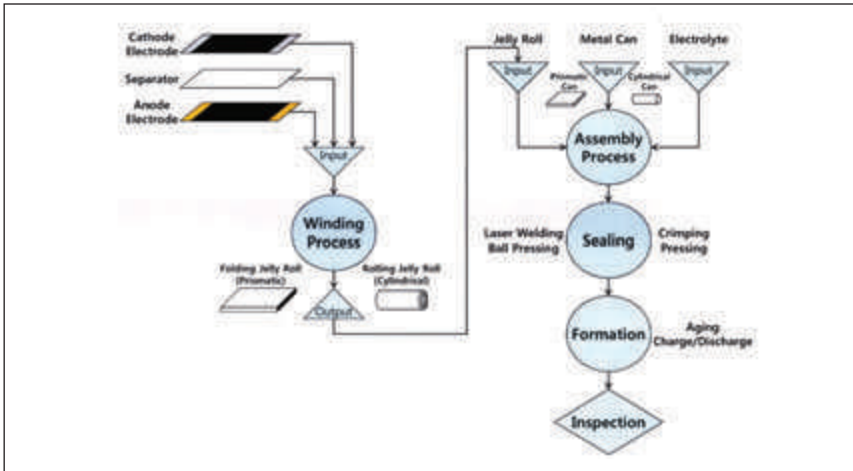 Cathode
Electrode
Separator
Anode
Electrode
Input
Winding
Process
Folding Jelly Roll
(Prismatic)
Rolling Jelly Roll
(Cylindrical)
Output
Jelly Roll
Metal Can
Electrolyte
Input
Input
Input
Prismatic
Can
Cylindrical
Can
Assembly
Process
Laser Welding
Ball Pressing
Sealing
Crimping
Pressing
Formation
Aging
Charge/Discharge
Inspection